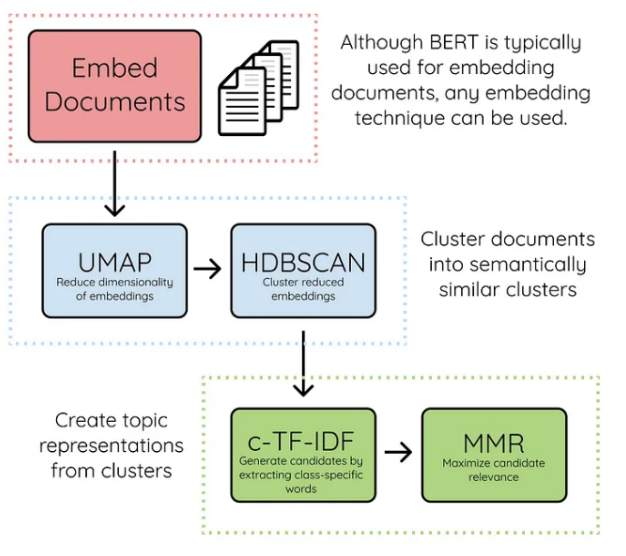 Embed
Documents
Although BERT is typically
used for embedding
documents, any embedding
technique can be used.
UMAP
Reduce dimensionality
of embeddings
HDBSCAN
Cluster reduced
embeddings
Cluster documents
into semantically
similar clusters
Create topic
representations
from clusters
c-TF-IDF
Generate candidates by
extracting class-specific
words
MMR
Maximize candidate
relevance